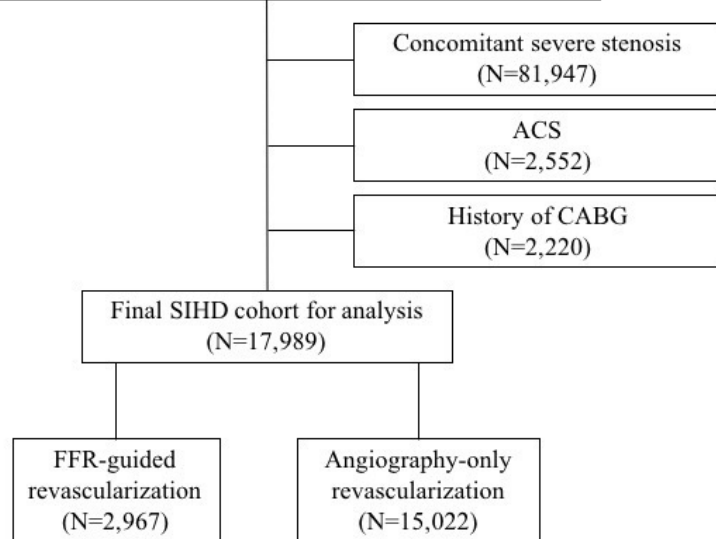 Concomitant severe stenosis
(N=81,947)
ACS
(N=2,552)
History of CABG
(N=2,220)
Final SIHD cohort for analysis
(N=17,989)
FFR-guided
revascularization
(N=2,967)
Angiography-only
revascularization
(N=15,022)